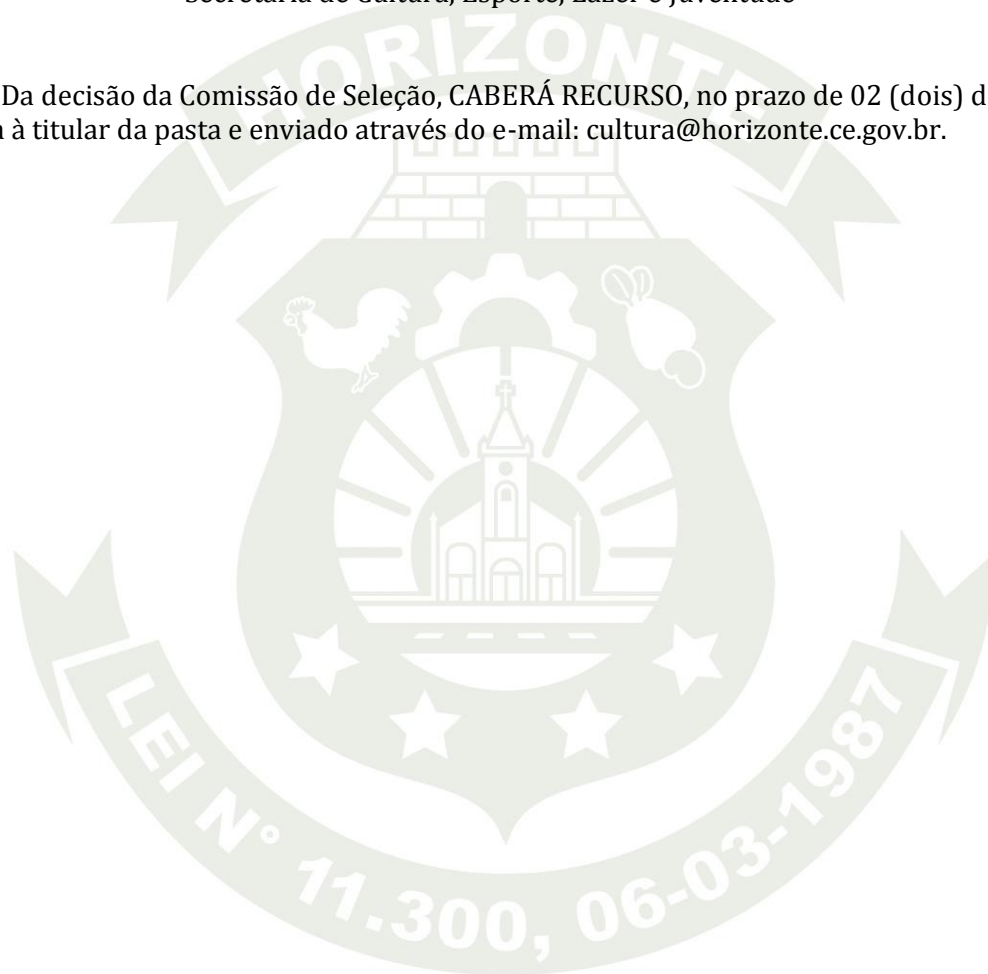 Secretaria de Cultura, Esporte, Lazer e Juventude
Da decisão da Comissão de Seleção, CABERÁ RECURSO, no prazo de 02 (dois) d
à titular da pasta e enviado através do e-mail: cultura@horizonte.ce.gov.br.
HORIZONTE
LEI Nº 11.300, 06-03-1987